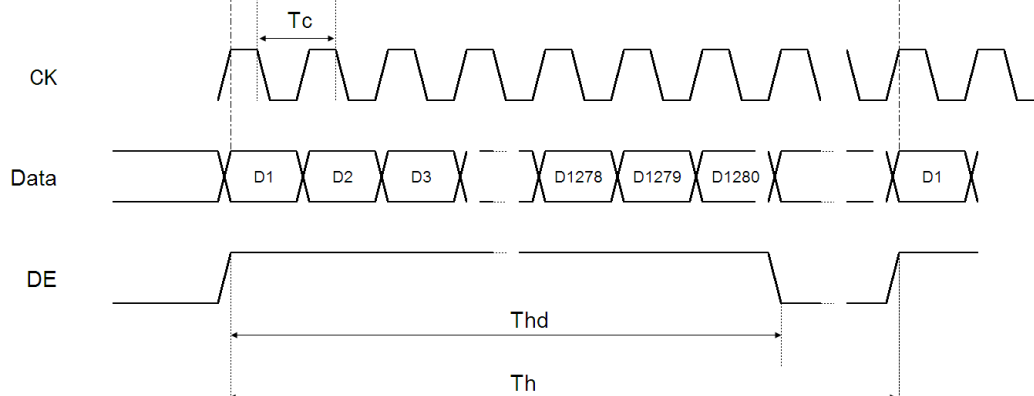 Tc
CK
Data D1 D2 D3 D1278 D1279 D1280 D1
DE
Thd
Th